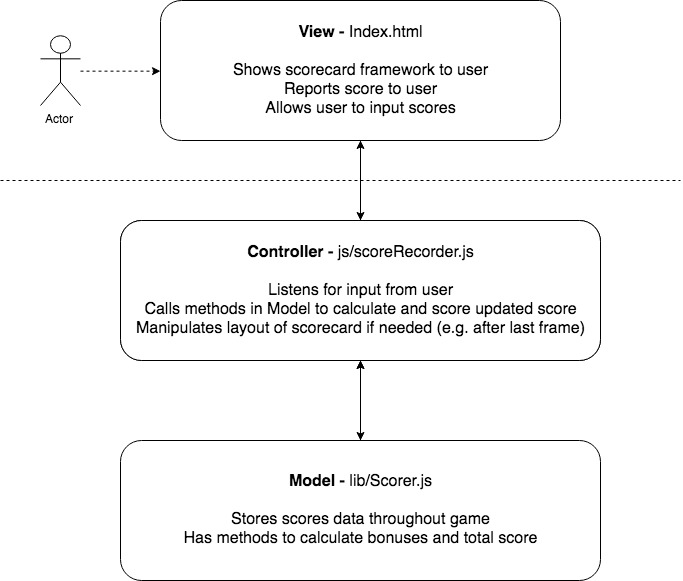 View - Index.html
Shows scorecard framework to user
Reports score to user
Allows user to input scores
Actor
Controller - js/scoreRecorder.js
Listens for input from user
Calls methods in Model to calculate and score updated score
Manipulates layout of scorecard if needed (e.g. after last frame)
Model - lib/Scorer.js
Stores scores data throughout game
Has methods to calculate bonuses and total score